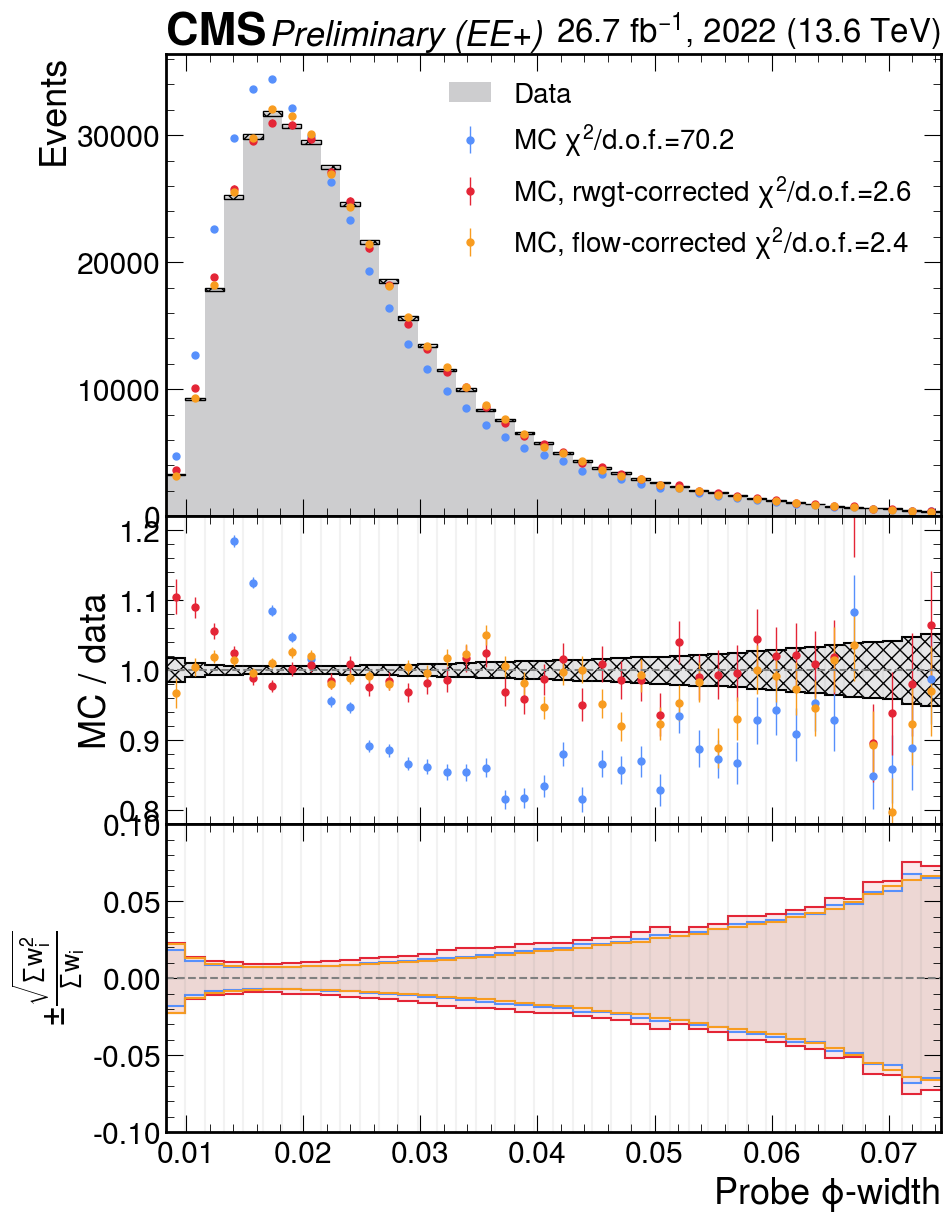 CMS Preliminary (EE+) 26.7 fb⁻¹, 2022 (13.6 TeV)
Events
30000
20000
10000
0
Data
MC χ²/d.o.f.=70.2
MC, rwgt-corrected χ²/d.o.f.=2.6
MC, flow-corrected χ²/d.o.f.=2.4
MC / data
1.2
1.1
1.0
0.9
0.8
±√Σwᵢ²/Σwᵢ
0.10
0.05
0.00
-0.05
-0.10
0.01 0.02 0.03 0.04 0.05 0.06 0.07
Probe ϕ-width